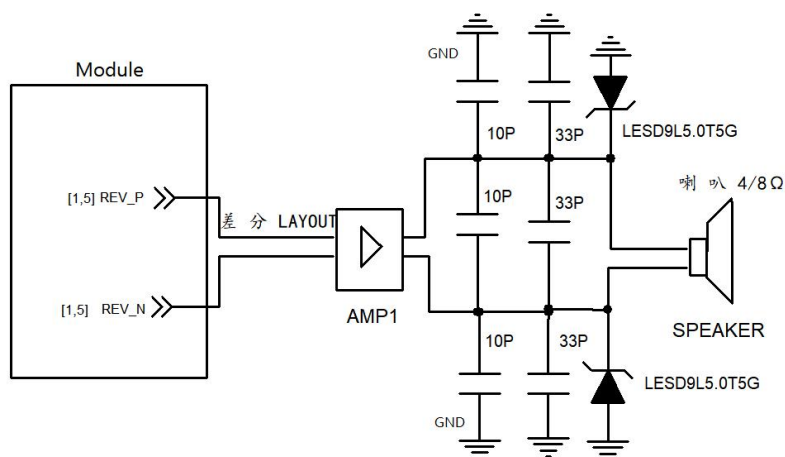 GND
Module
10P
33P
LESD9L5.0T5G
喇叭 4/8Ω
[1,5] REV_P
差分 LAYOUT
10P
33P
[1,5] REV_N
AMP1
SPEAKER
10P
33P
LESD9L5.0T5G
GND